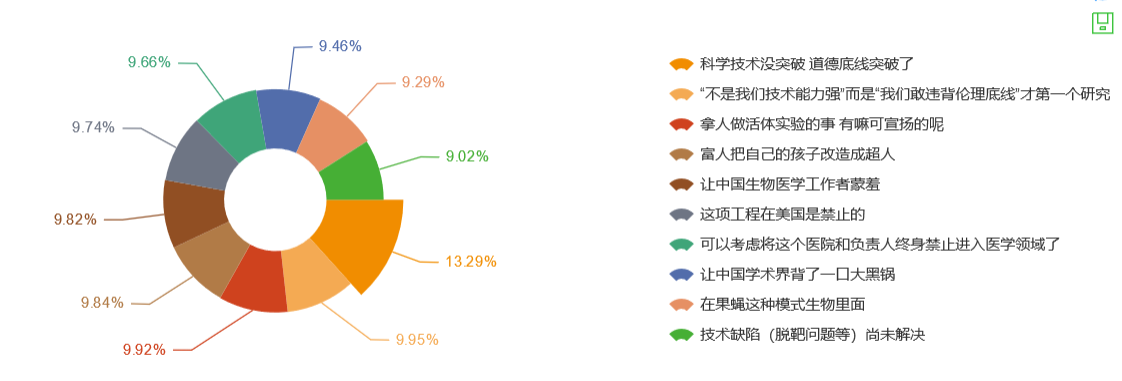 9.46%
9.66%
9.29%
9.74%
9.02%
9.82%
13.29%
9.84%
9.95%
9.92%
科学技术没突破 道德底线突破了
“不是我们技术能力强”而是“我们敢违背伦理底线”才第一个研究
拿人做活体实验的事 有嘛可宣扬的呢
富人把自己的孩子改造成超人
让中国生物医学工作者蒙羞
这项工程在美国是禁止的
可以考虑将这个医院和负责人终身禁止进入医学领域了
让中国学术界背了一口大黑锅
在果蝇这种模式生物里面
技术缺陷（脱靶问题等）尚未解决